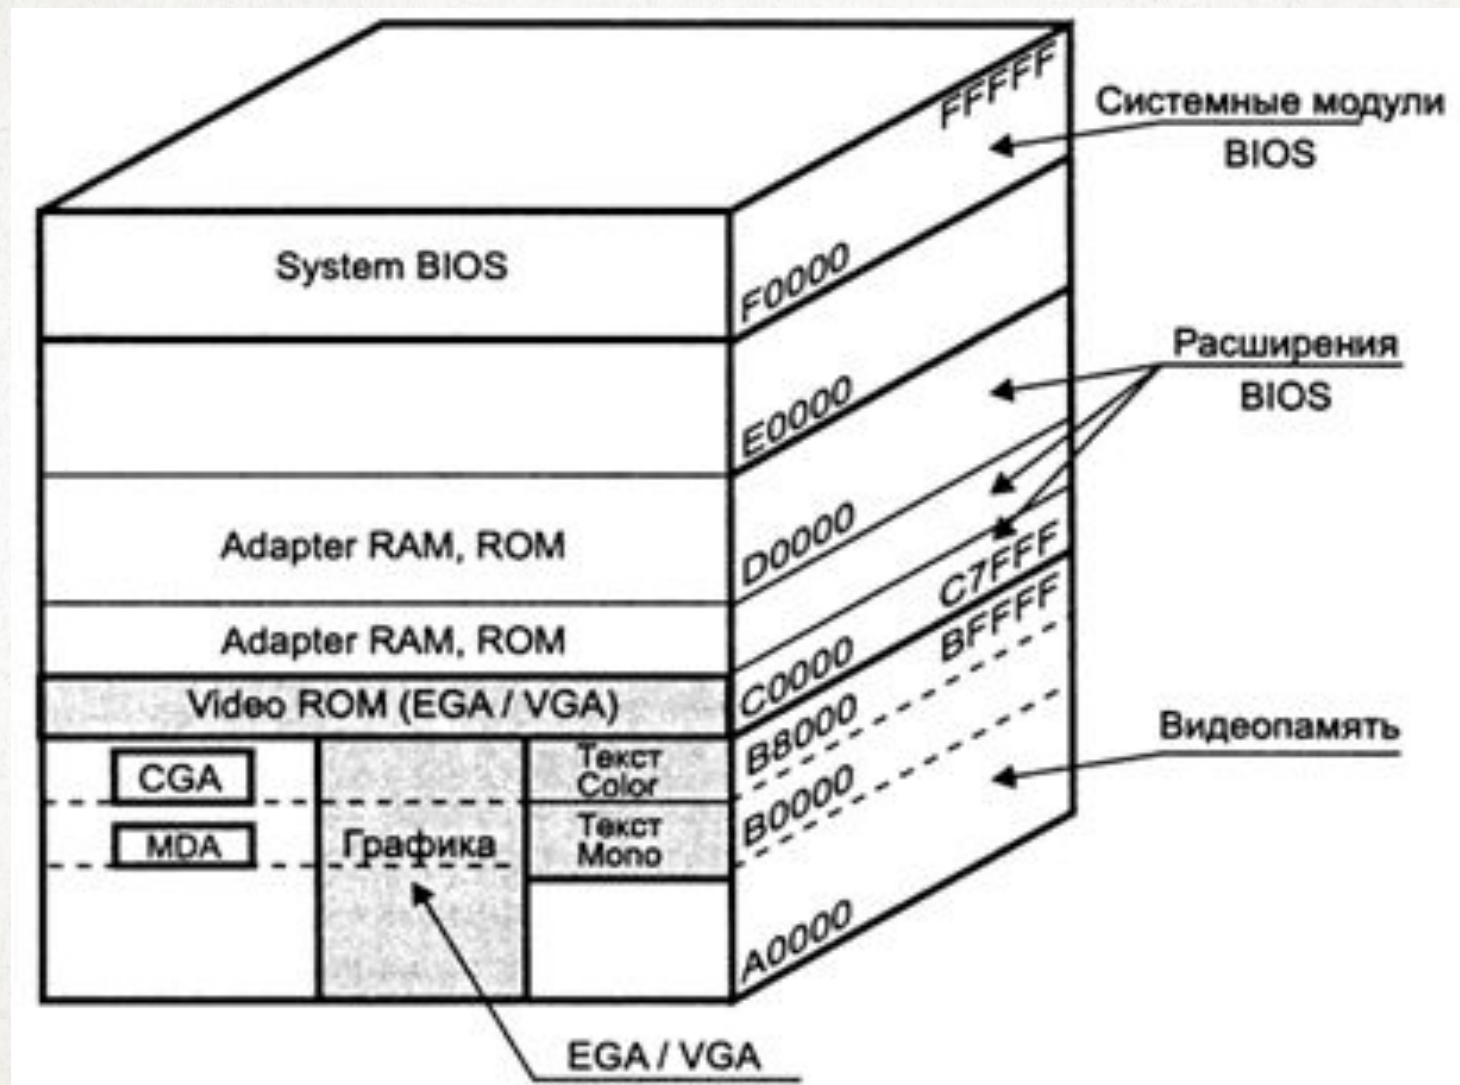 FFFFF
Системные модули
BIOS
System BIOS
F0000
Расширения
BIOS
E0000
Adapter RAM, ROM
D0000
C7FFF
Adapter RAM, ROM
BFFFF
C0000
Video ROM (EGA / VGA)
B8000
Видеопамять
CGA
Текст
Color
B0000
MDA
Графика
Текст
Mono
A0000
EGA / VGA